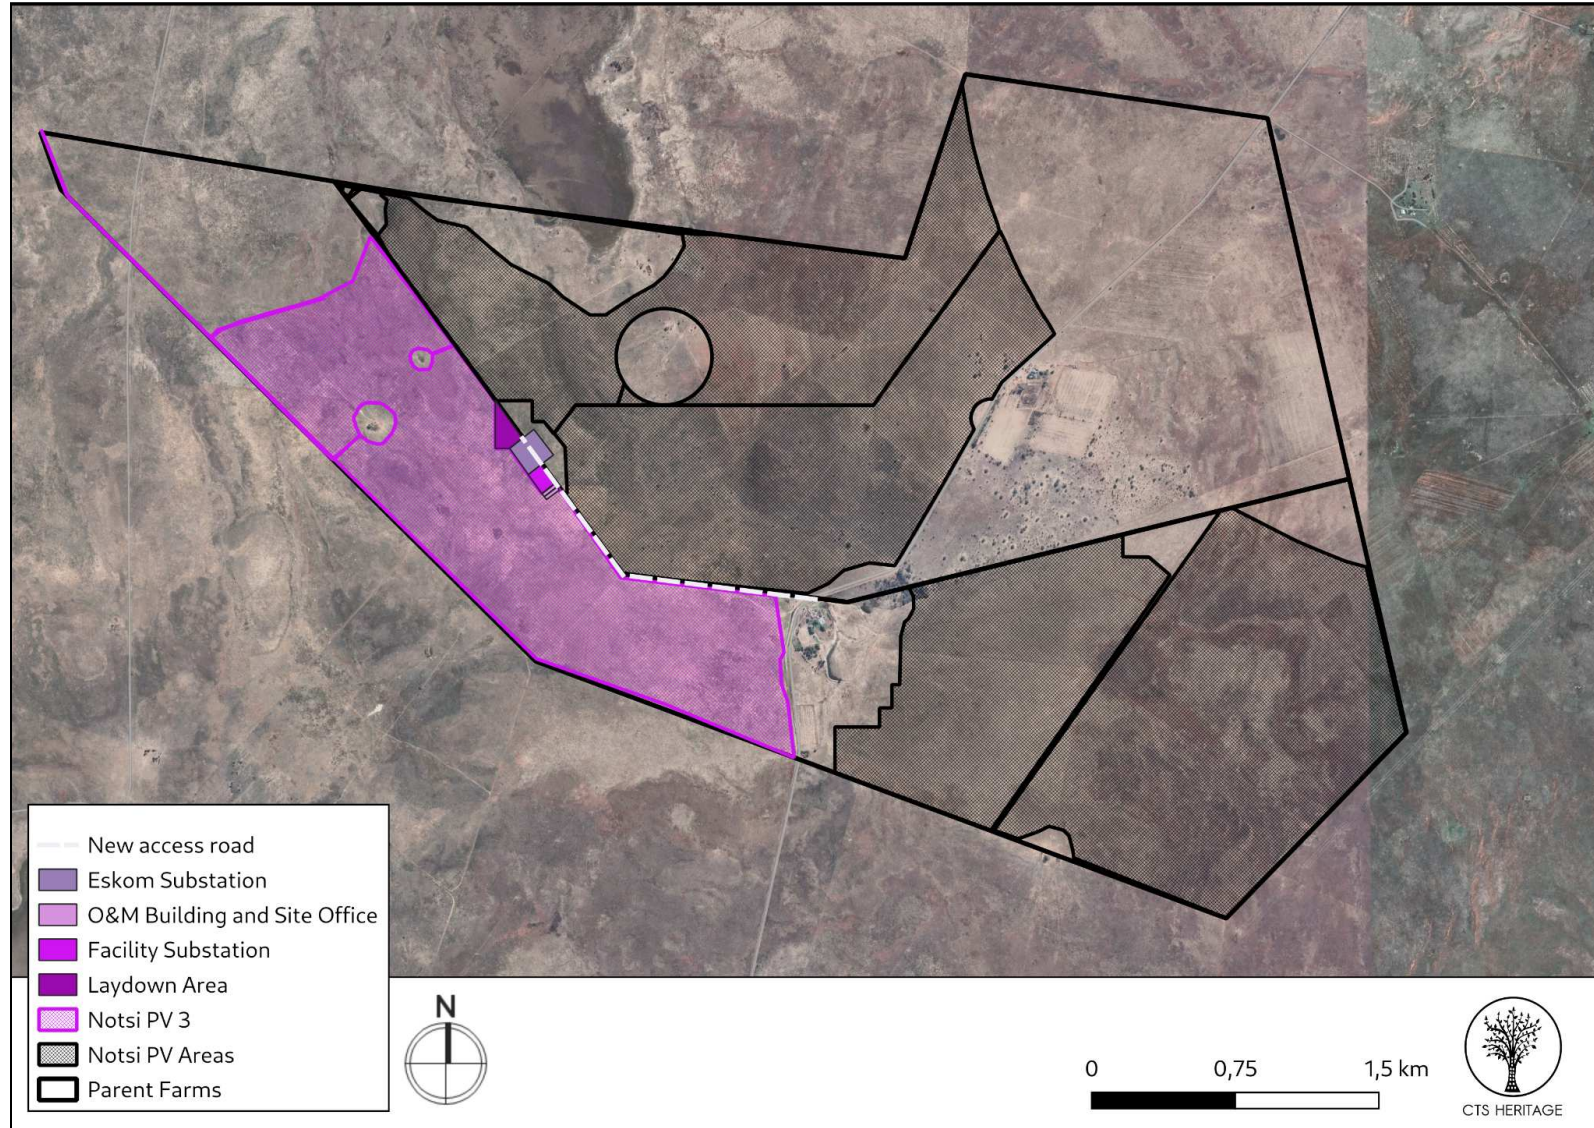 New access road
Eskom Substation
O&M Building and Site Office
Facility Substation
Laydown Area
Notsi PV 3
Notsi PV Areas
Parent Farms
N
0 0,75 1,5 km
CTS HERITAGE